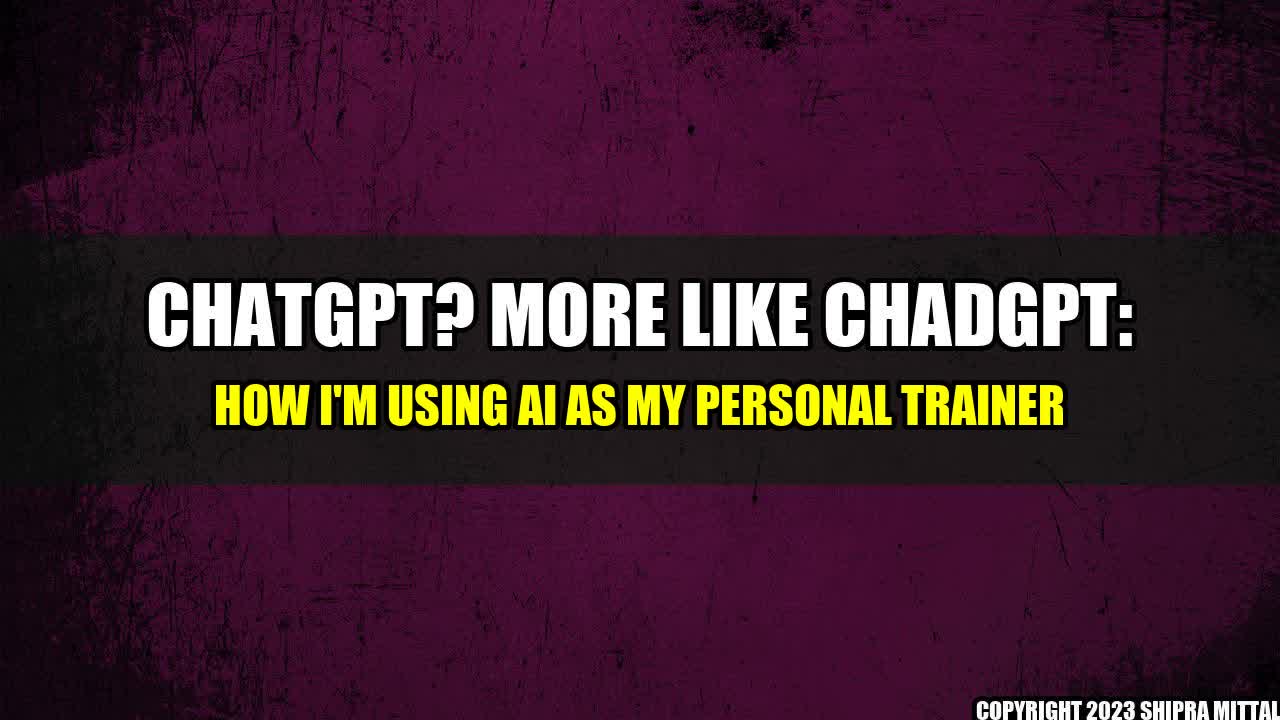 CHATGPT? MORE LIKE CHADGPT:
HOW I'M USING AI AS MY PERSONAL TRAINER
COPYRIGHT 2023 SHIPRA MITTAL